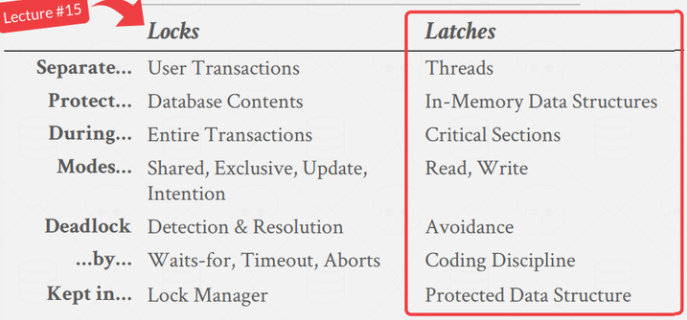 Lecture #15
Locks Latches
Separate... User Transactions Threads
Protect... Database Contents In-Memory Data Structures
During... Entire Transactions Critical Sections
Modes... Shared, Exclusive, Update, Read, Write
Intention
Deadlock Detection & Resolution Avoidance
...by... Waits-for, Timeout, Aborts Coding Discipline
Kept in... Lock Manager Protected Data Structure